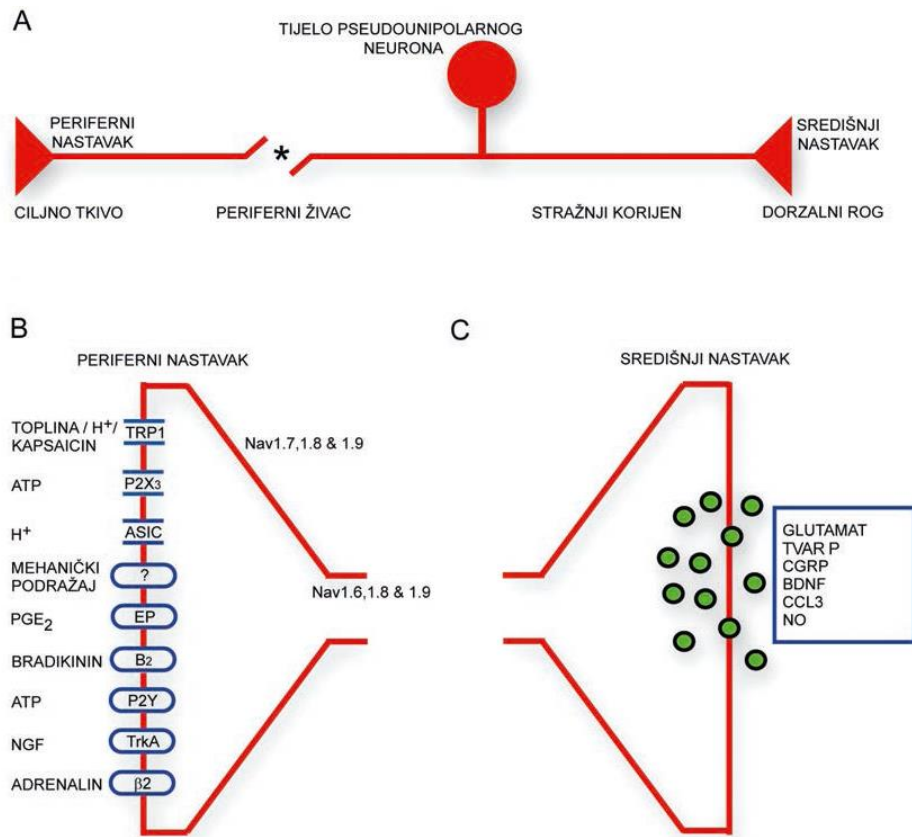 A
TIJELO PSEUDOUNIPOLARNOG
NEURONA
PERIFERNI
NASTAVAK
*
SREDIŠNJI
NASTAVAK
CILJNO TKIVO
PERIFERNI ŽIVAC
STRAŽNJI KORIJEN
DORZALNI ROG
B
PERIFERNI NASTAVAK
TOPLINA / H⁺/
KAPSAICIN
TRP1
Nav1.7,1.8 & 1.9
ATP
P2X₃
H⁺
ASIC
MEHANIČKI
PODRAŽAJ
?
Nav1.6,1.8 & 1.9
PGE₂
EP
BRADIKININ
B₂
ATP
P2Y
NGF
TrkA
ADRENALIN
β2
C
SREDIŠNJI NASTAVAK
GLUTAMAT
TVAR P
CGRP
BDNF
CCL3
NO